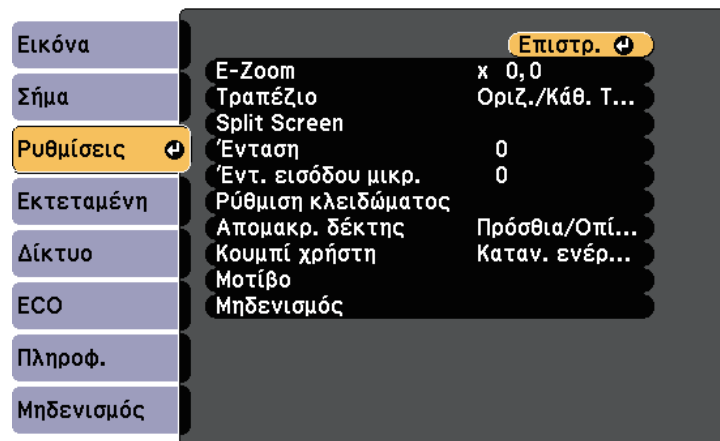 Εικόνα
Σήμα
Ρυθμίσεις
Εκτεταμένη
Δίκτυο
ECO
Πληροφ.
Μηδενισμός
Επιστρ.
E-Zoom x 0,0
Τραπέζιο Οριζ./Κάθ. Τ...
Split Screen
Ένταση 0
Έντ. εισόδου μικρ. 0
Ρύθμιση κλειδώματος
Απομακρ. δέκτης Πρόσθια/Οπί...
Κουμπί χρήστη Καταν. ενέρ...
Μοτίβο
Μηδενισμός